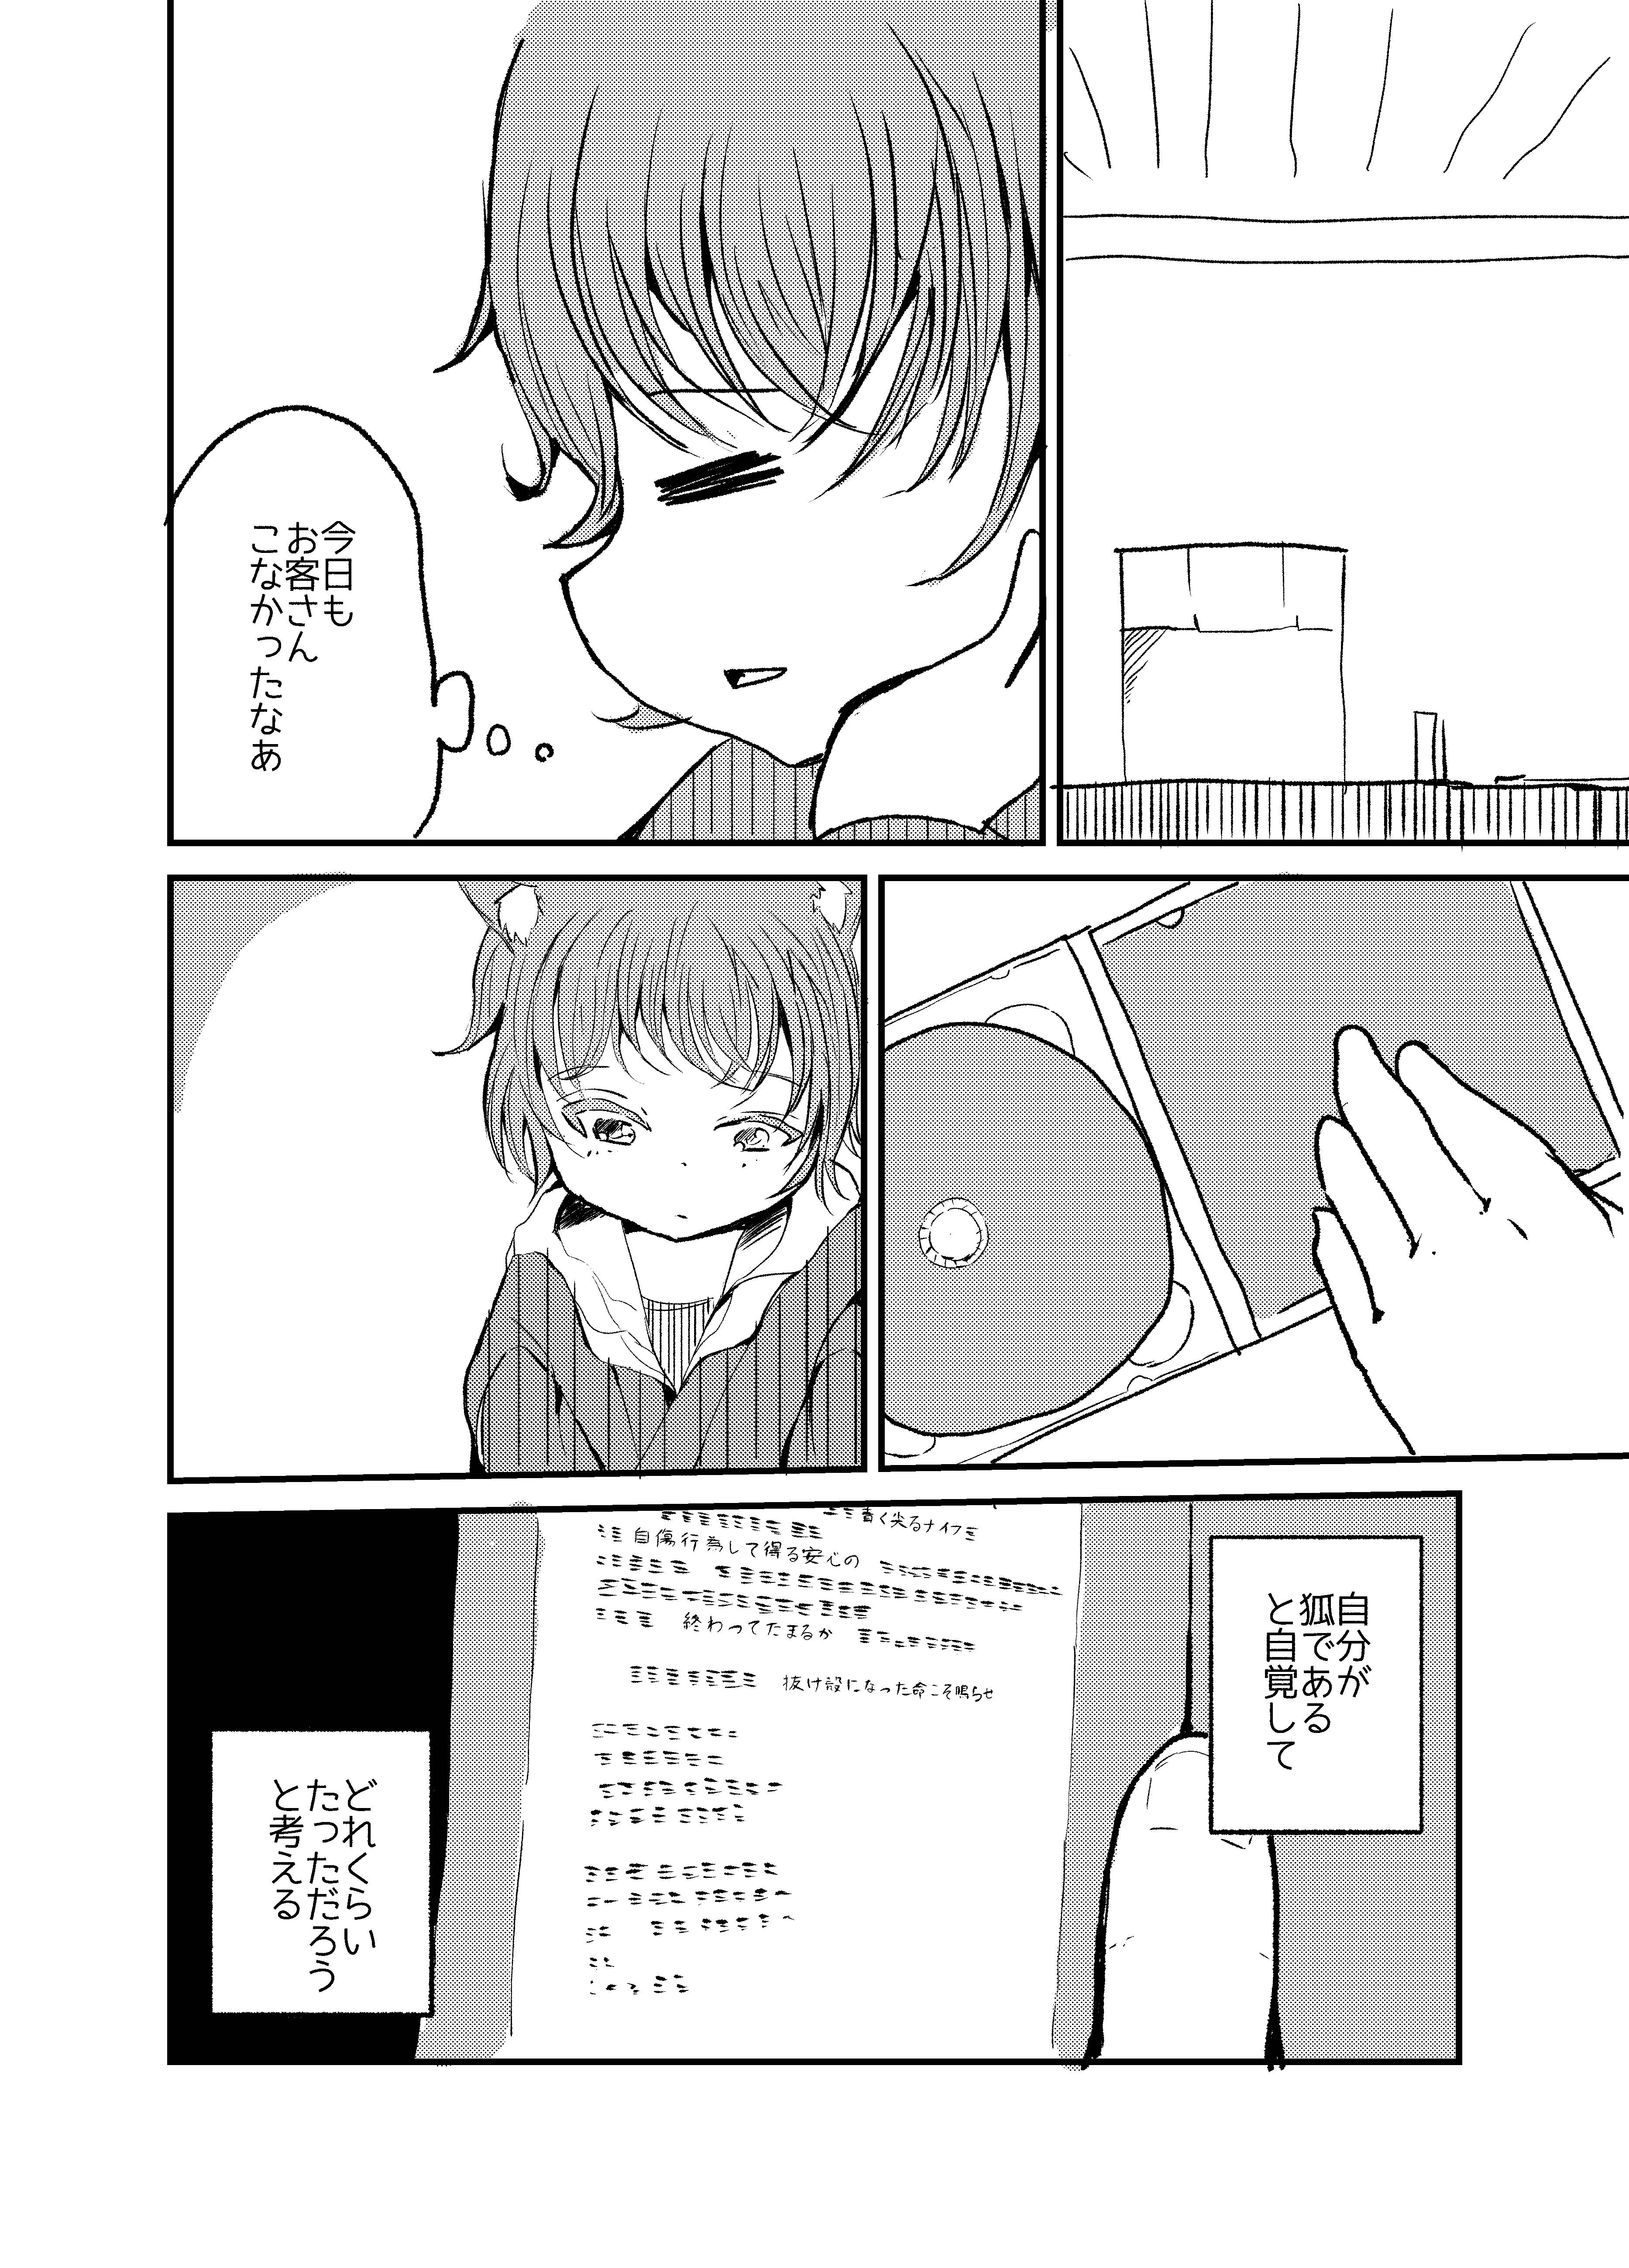 今日も
お客さん
こなかったなあ
自分が
狐である
と自覚して
青く尖るナイフ
自傷行為して得る安心の
終わってたまるか
抜け殻になった命こそ鳴らせ
どれくらい
たっただろう
と考える